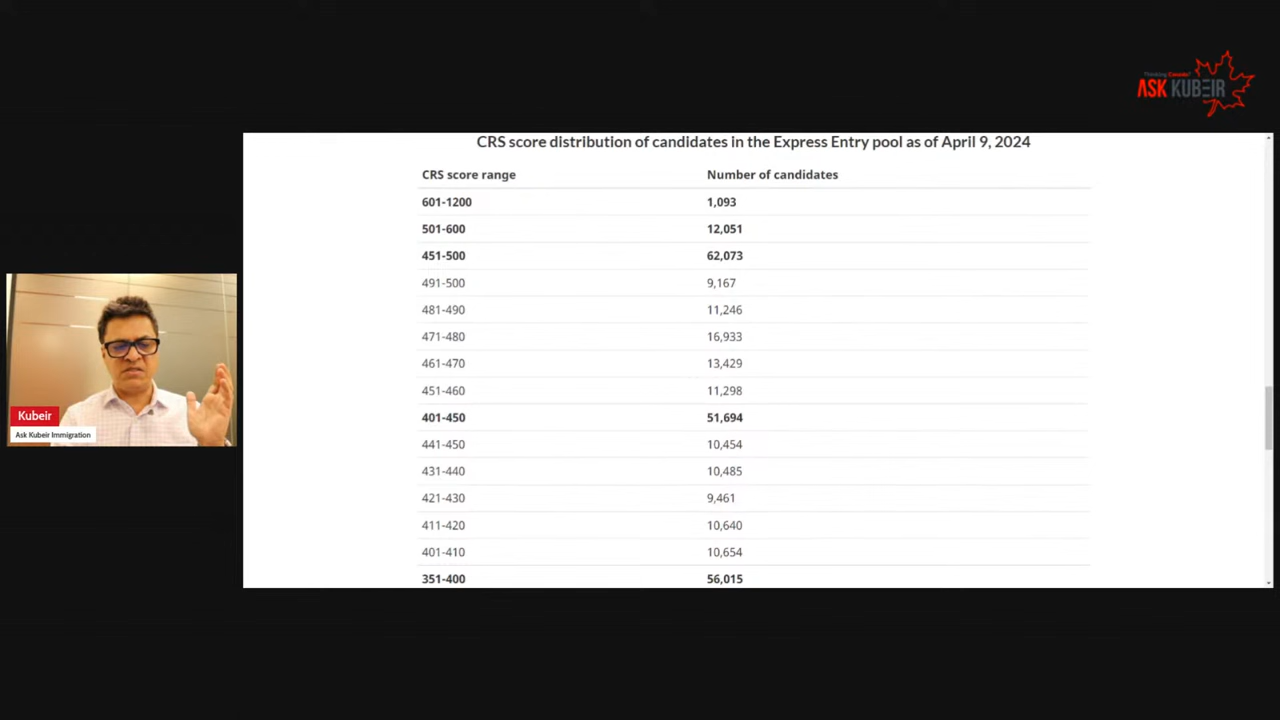 Thinking Canada?
ASK KUBEIR
CRS score distribution of candidates in the Express Entry pool as of April 9, 2024
CRS score range Number of candidates
601-1200 1,093
501-600 12,051
451-500 62,073
491-500 9,167
481-490 11,246
471-480 16,933
461-470 13,429
451-460 11,298
401-450 51,694
441-450 10,454
431-440 10,485
421-430 9,461
411-420 10,640
401-410 10,654
351-400 56,015
Kubeir
Ask Kubeir Immigration